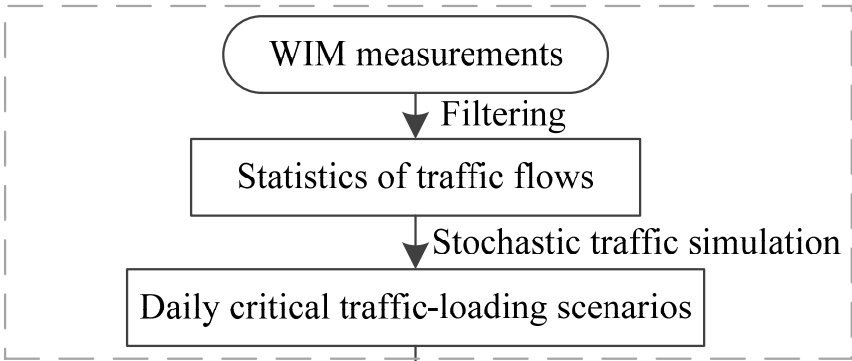 WIM measurements
Filtering
Statistics of traffic flows
Stochastic traffic simulation
Daily critical traffic-loading scenarios